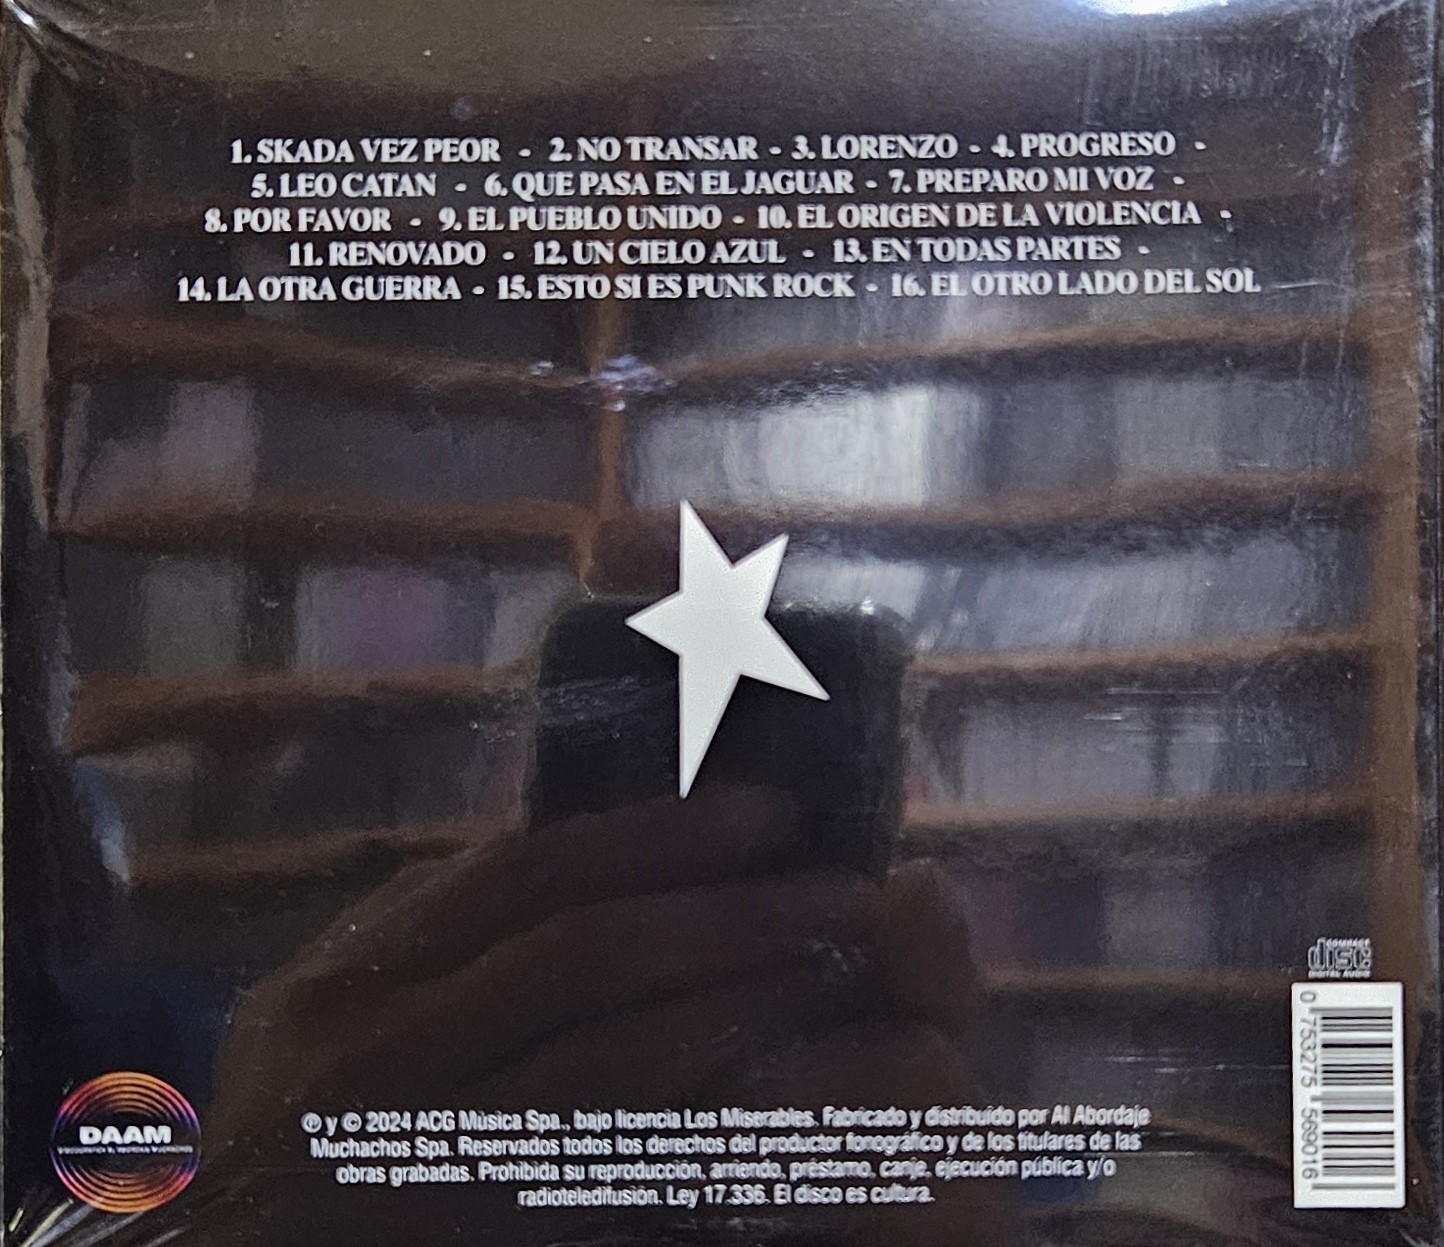 1. SKADA VEZ PEOR - 2. NO TRANSAR - 3. LORENZO - 4. PROGRESO -
5. LEO CATAN - 6. QUE PASA EN EL JAGUAR - 7. PREPARO MI VOZ -
8. POR FAVOR - 9. EL PUEBLO UNIDO - 10. EL ORIGEN DE LA VIOLENCIA -
11. RENOVADO - 12. UN CIELO AZUL - 13. EN TODAS PARTES -
14. LA OTRA GUERRA - 15. ESTO SI ES PUNK ROCK - 16. EL OTRO LADO DEL SOL
COMPACT
disc
DIGITAL AUDIO
0 753275 569016
DAAM
℗ y © 2024 ACG Música Spa., bajo licencia Los Miserables. Fabricado y distribuido por Al Abordaje
Muchachos Spa. Reservados todos los derechos del productor fonográfico y de los titulares de las
obras grabadas. Prohibida su reproducción, arriendo, préstamo, canje, ejecución pública y/o
radioteledifusión. Ley 17.336. El disco es cultura.